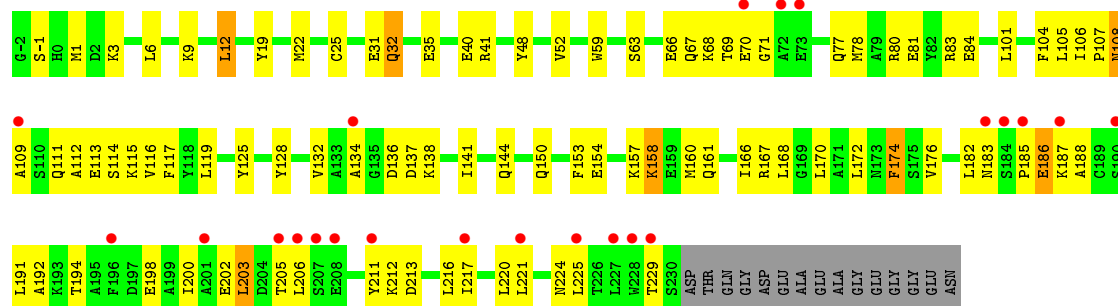 G-2 S-1 H0 M1 D2 K3 L6 K9 L12 Y19 M22 C25 E31 Q32 E35 E40 R41 Y48 V52 W59 S63 E66 Q67 K68 T69 E70 G71 A72 E73 Q77 M78 A79 R80 E81 Y82 R83 E84 L101 F104 L105 I106 P107 N108
A109 S110 Q111 A112 E113 S114 K115 V116 F117 Y118 L119 Y125 Y128 V132 A133 A134 G135 D136 D137 K138 I141 Q144 Q150 F153 E154 K157 K158 E159 M160 Q161 I166 R167 L168 G169 L170 A171 L172 N173 F174 S175 V176 L182 N183 S184 P185 E186 K187 A188 C189 S190
L191 A192 K193 T194 A195 F196 D197 E198 A199 I200 A201 E202 L203 D204 T205 L206 S207 E208 Y211 K212 D213 L216 I217 L220 L221 N224 L225 T226 L227 W228 T229 S230 ASP THR GLN GLY ASP GLU ALA GLU ALA GLY GLU GLY GLY GLU ASN